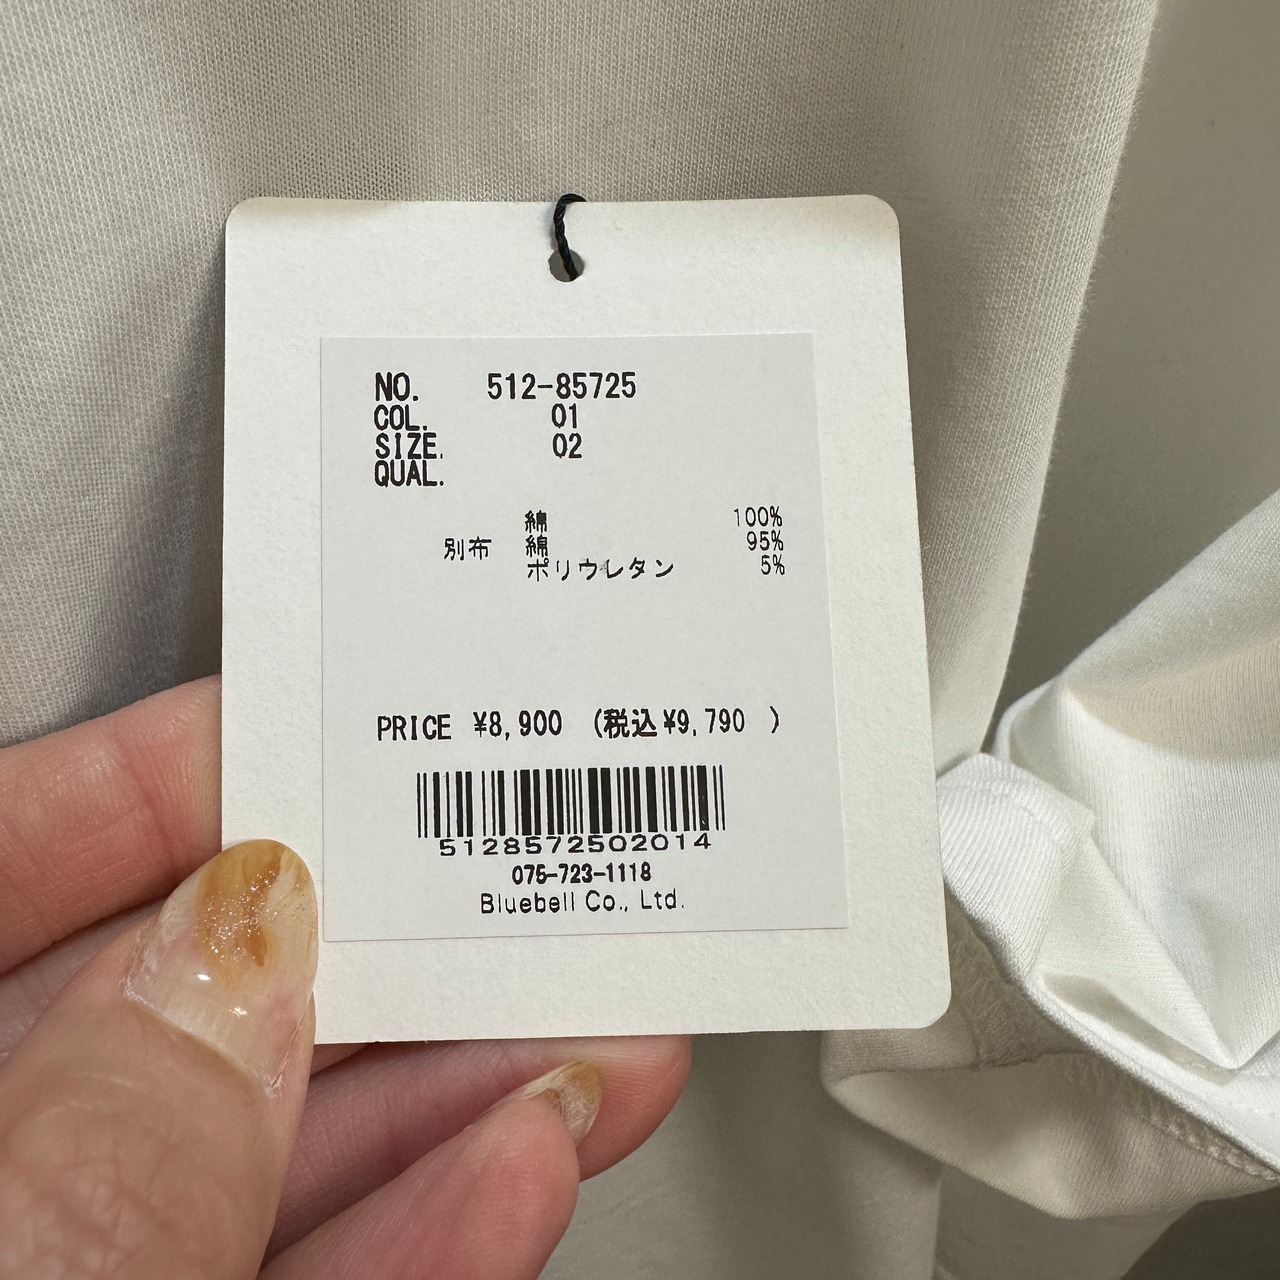 NO. 512-85725
COL. 01
SIZE. 02
QUAL.
綿 100%
別布 綿 95%
ポリウレタン 5%
PRICE ¥8,900 (税込¥9,790 )
5128572502014
075-723-1118
Bluebell Co., Ltd.